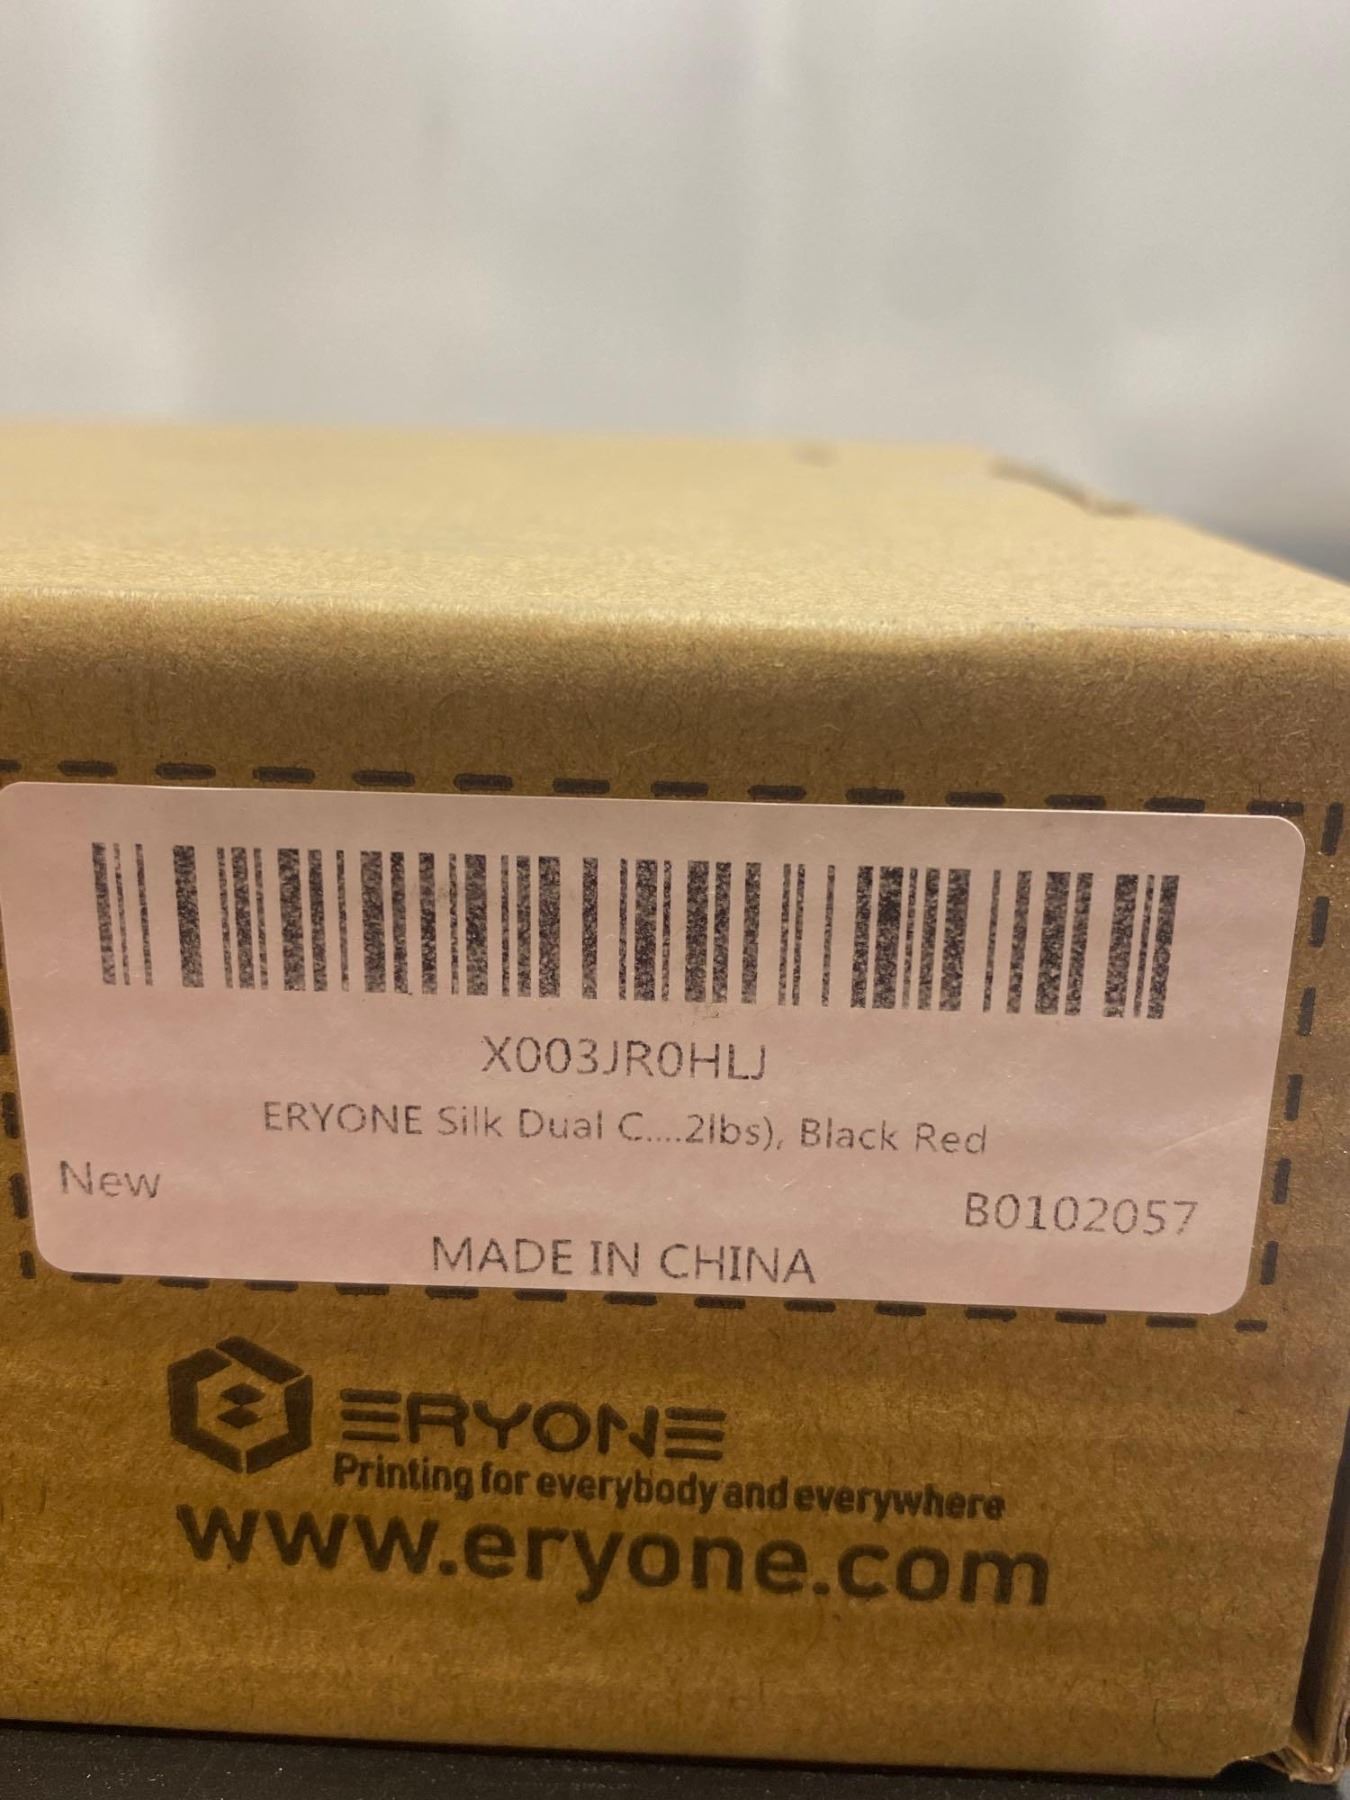 X003JR0HLJ
ERYONE Silk Dual C....2lbs), Black Red
New
B0102057
MADE IN CHINA
ERYONE
Printing for everybody and everywhere
www.eryone.com